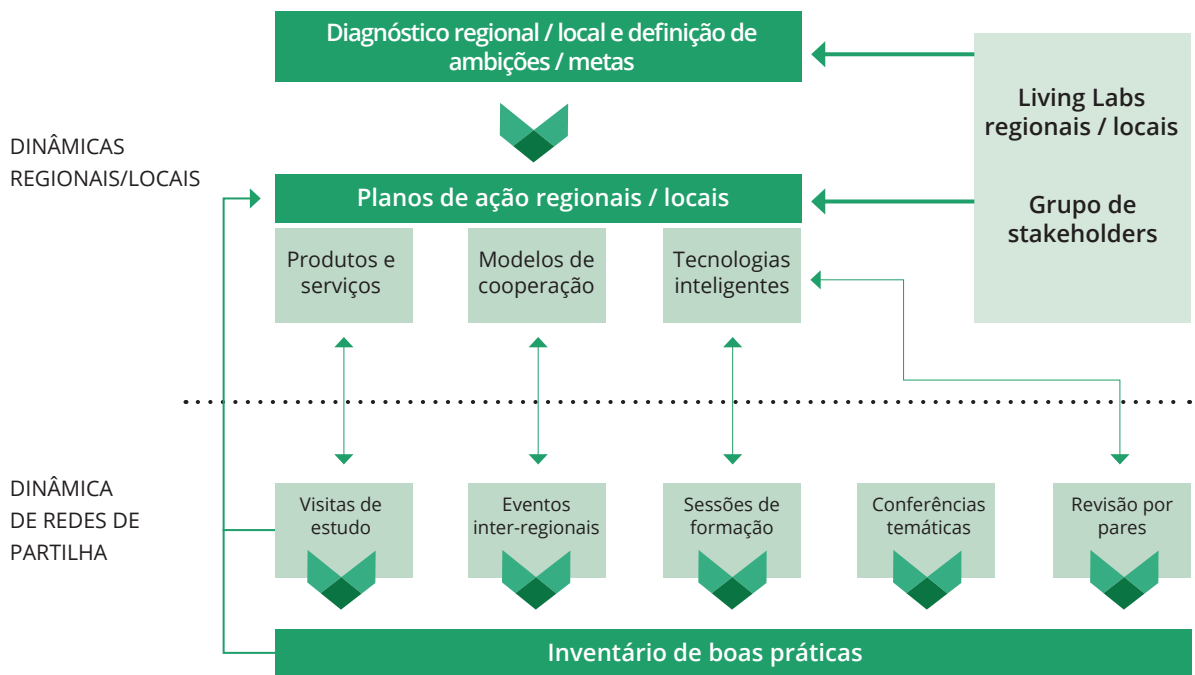 Diagnóstico regional / local e definição de
ambições / metas
Living Labs
regionais / locais
Grupo de
stakeholders
DINÂMICAS
REGIONAIS/LOCAIS
Planos de ação regionais / locais
Produtos e
serviços
Modelos de
cooperação
Tecnologias
inteligentes
DINÂMICA
DE REDES DE
PARTILHA
Visitas de
estudo
Eventos
inter-regionais
Sessões de
formação
Conferências
temáticas
Revisão por
pares
Inventário de boas práticas